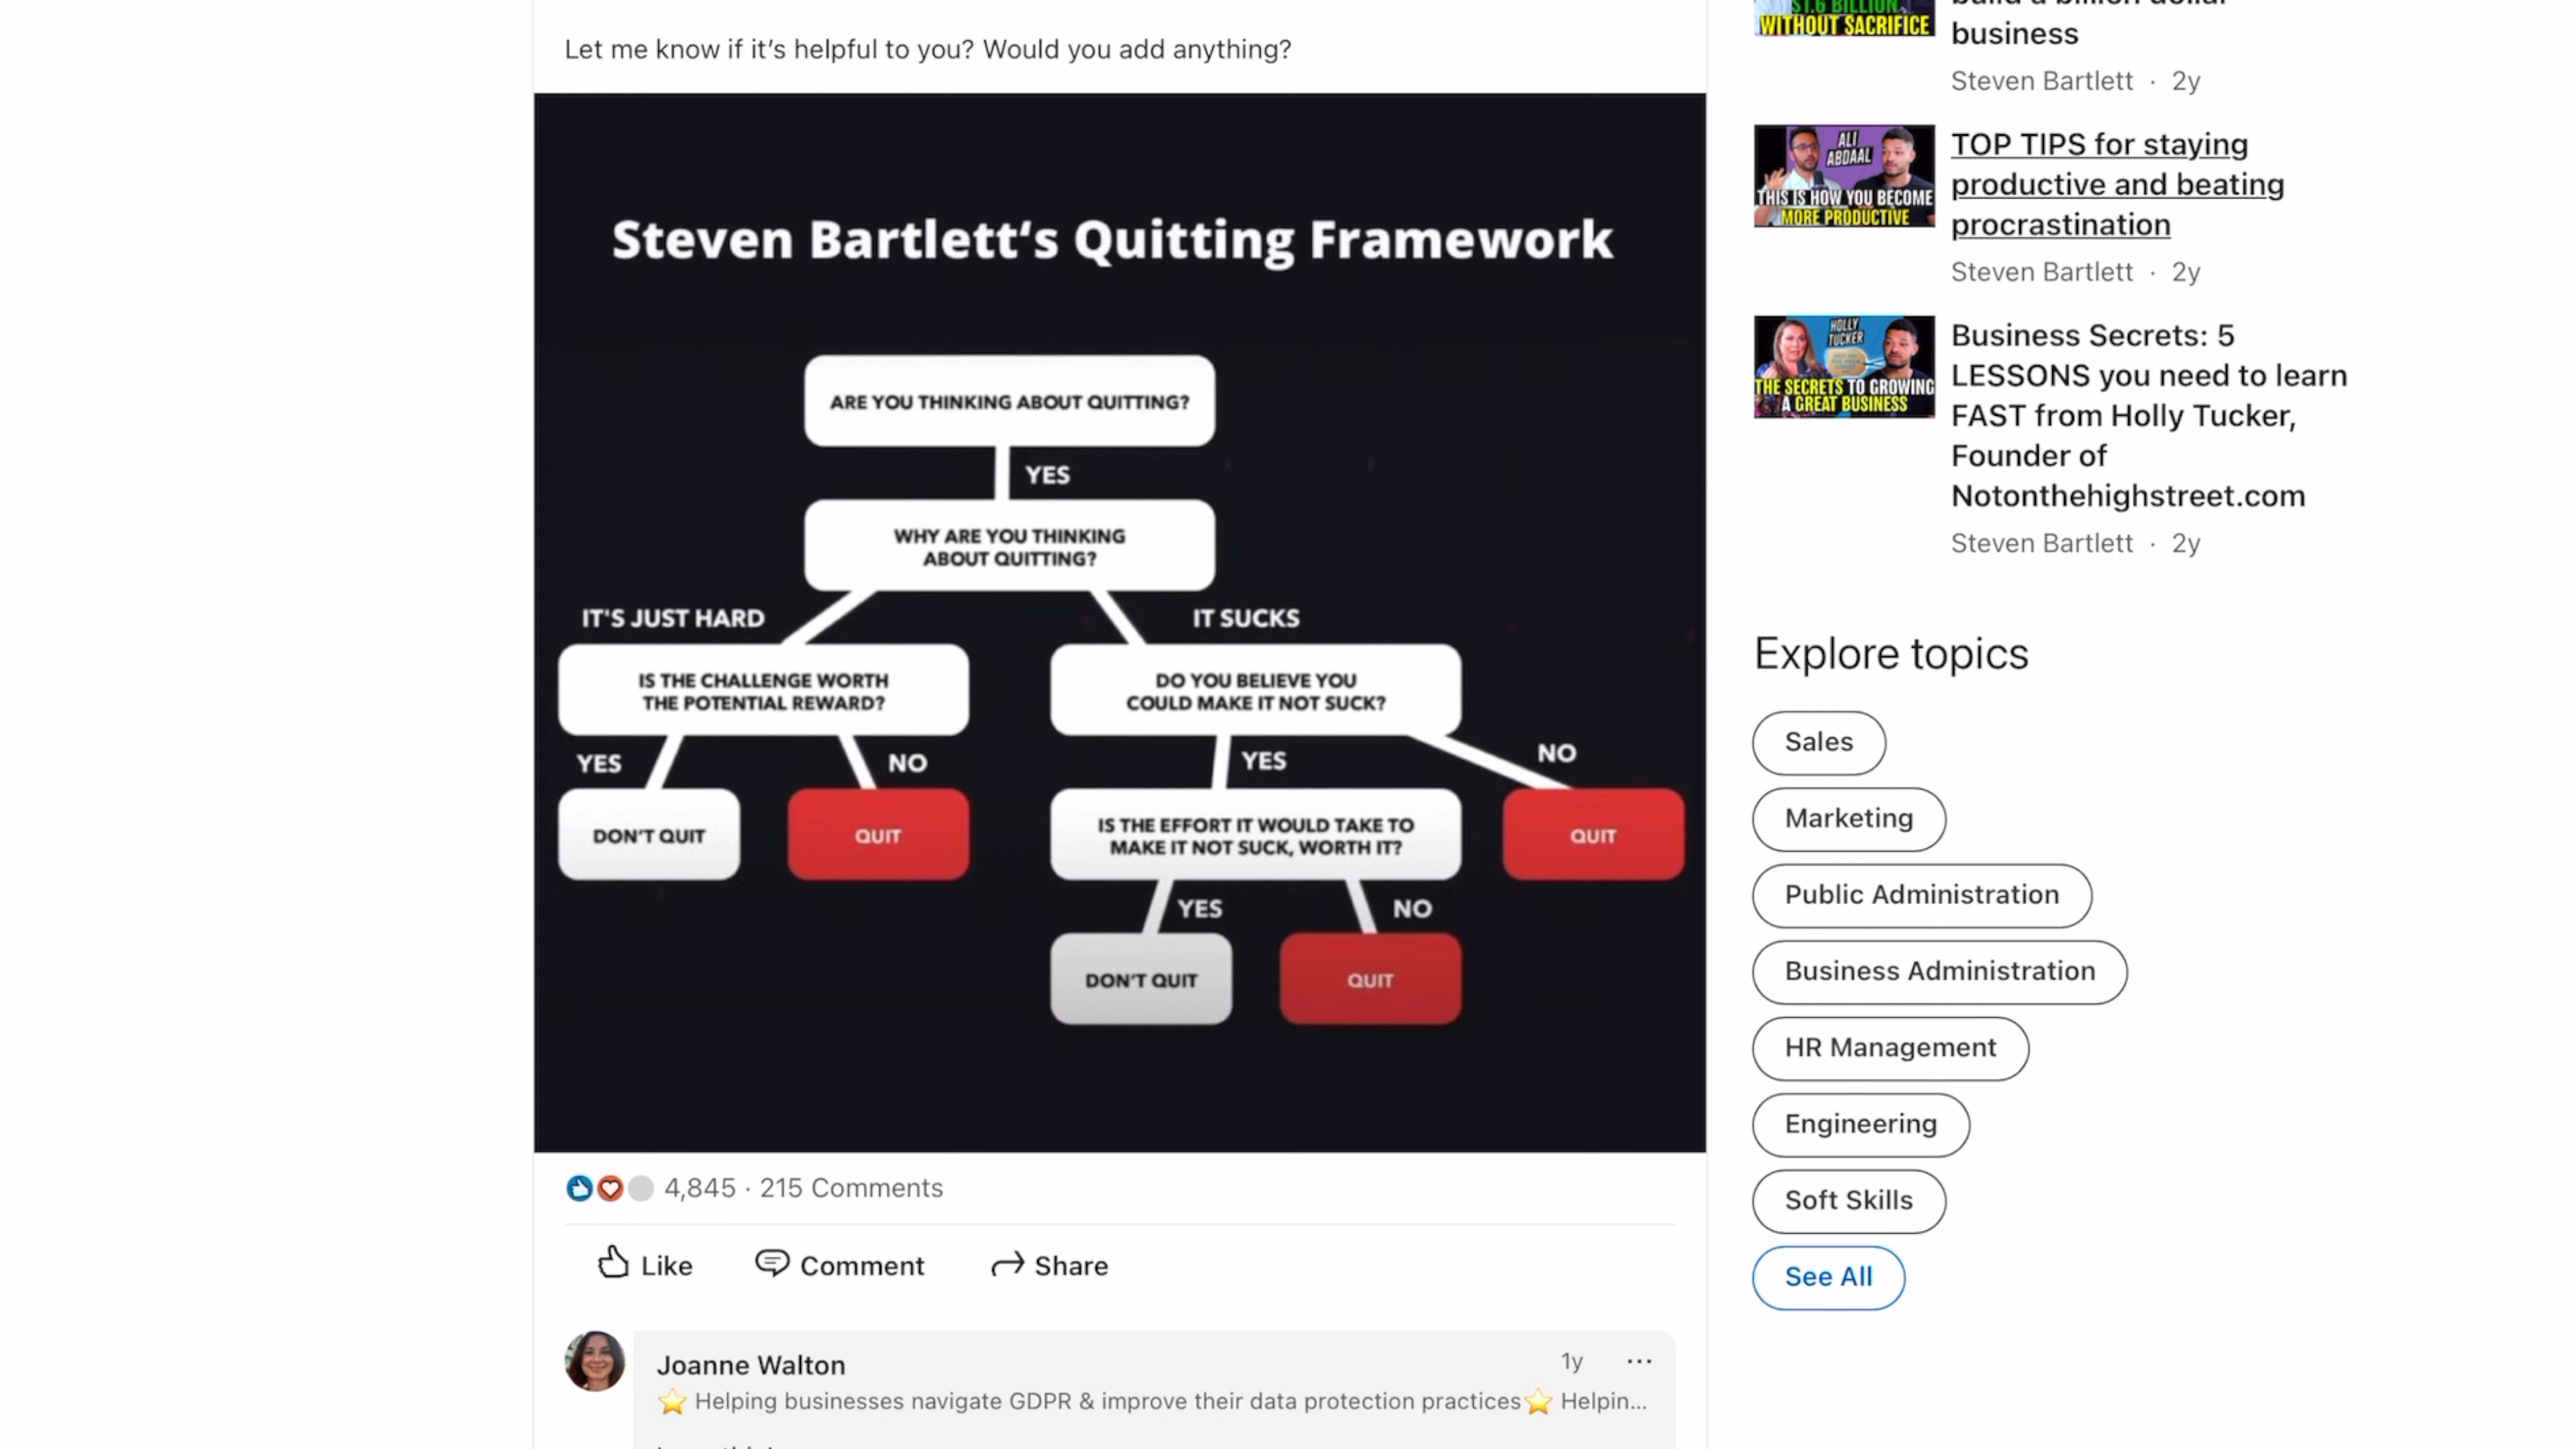 Let me know if it’s helpful to you? Would you add anything?
Steven Bartlett‘s Quitting Framework
ARE YOU THINKING ABOUT QUITTING?
YES
WHY ARE YOU THINKING
ABOUT QUITTING?
IT'S JUST HARD
IT SUCKS
IS THE CHALLENGE WORTH
THE POTENTIAL REWARD?
DO YOU BELIEVE YOU
COULD MAKE IT NOT SUCK?
YES
NO
YES
NO
DON'T QUIT
QUIT
IS THE EFFORT IT WOULD TAKE TO
MAKE IT NOT SUCK, WORTH IT?
QUIT
YES
NO
DON'T QUIT
QUIT
4,845 · 215 Comments
Like
Comment
Share
Joanne Walton
1y
⭐ Helping businesses navigate GDPR & improve their data protection practices⭐ Helpin...
$1.6 BILLION
WITHOUT SACRIFICE
build a billion dollar
business
Steven Bartlett · 2y
ALI
ABDAAL
THIS IS HOW YOU BECOME
MORE PRODUCTIVE
TOP TIPS for staying
productive and beating
procrastination
Steven Bartlett · 2y
HOLLY
TUCKER
THE SECRETS TO GROWING
A GREAT BUSINESS
Business Secrets: 5
LESSONS you need to learn
FAST from Holly Tucker,
Founder of
Notonthehighstreet.com
Steven Bartlett · 2y
Explore topics
Sales
Marketing
Public Administration
Business Administration
HR Management
Engineering
Soft Skills
See All